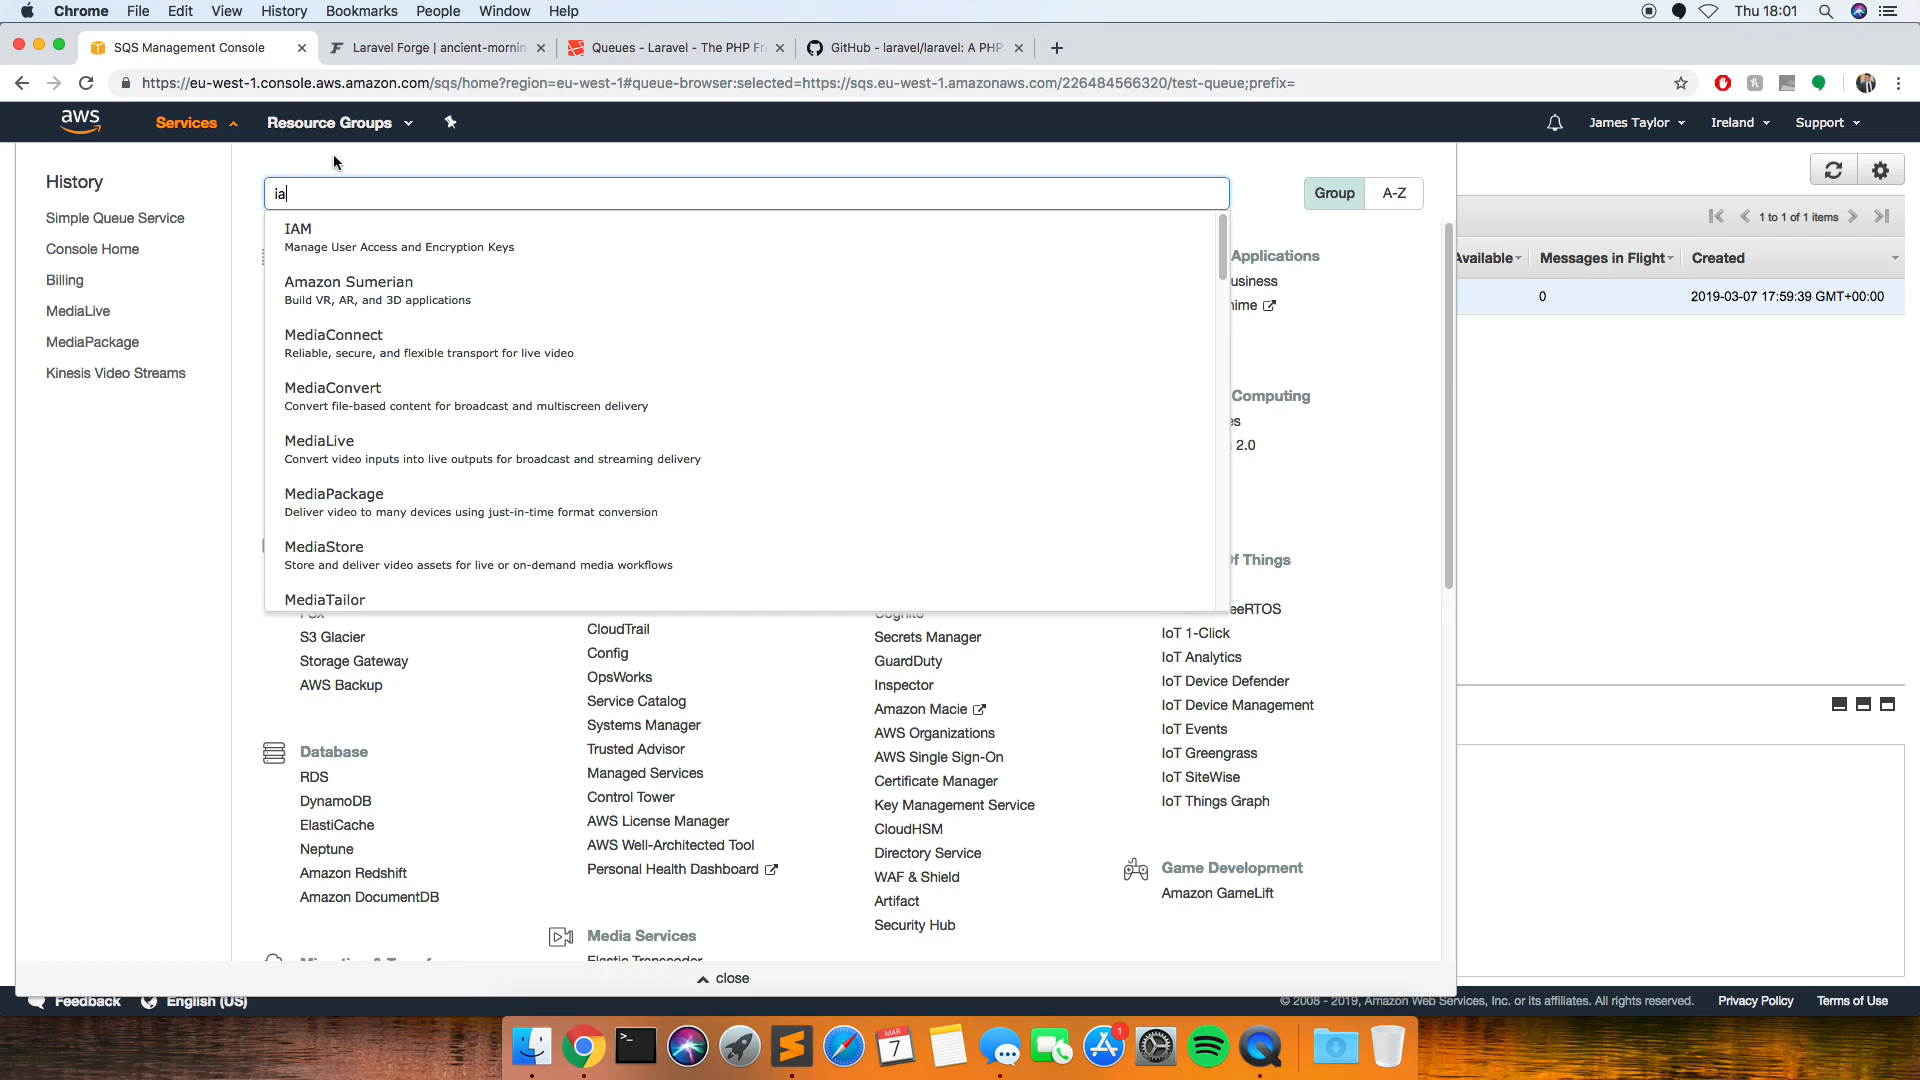 Chrome File Edit View History Bookmarks People Window Help Thu 18:01
SQS Management Console Laravel Forge | ancient-mornin Queues - Laravel - The PHP Fr GitHub - laravel/laravel: A PHP
https://eu-west-1.console.aws.amazon.com/sqs/home?region=eu-west-1#queue-browser:selected=https://sqs.eu-west-1.amazonaws.com/226484566320/test-queue;prefix=
aws Services Resource Groups James Taylor Ireland Support
History
Simple Queue Service
Console Home
Billing
MediaLive
MediaPackage
Kinesis Video Streams
ia
Group A-Z
IAM
Manage User Access and Encryption Keys
Amazon Sumerian
Build VR, AR, and 3D applications
MediaConnect
Reliable, secure, and flexible transport for live video
MediaConvert
Convert file-based content for broadcast and multiscreen delivery
MediaLive
Convert video inputs into live outputs for broadcast and streaming delivery
MediaPackage
Deliver video to many devices using just-in-time format conversion
MediaStore
Store and deliver video assets for live or on-demand media workflows
MediaTailor
S3 Glacier
Storage Gateway
AWS Backup
Database
RDS
DynamoDB
ElastiCache
Neptune
Amazon Redshift
Amazon DocumentDB
CloudTrail
Config
OpsWorks
Service Catalog
Systems Manager
Trusted Advisor
Managed Services
Control Tower
AWS License Manager
AWS Well-Architected Tool
Personal Health Dashboard
Media Services
Elastic Transcoder
Cognito
Secrets Manager
GuardDuty
Inspector
Amazon Macie
AWS Organizations
AWS Single Sign-On
Certificate Manager
Key Management Service
CloudHSM
Directory Service
WAF & Shield
Artifact
Security Hub
Applications
usiness
hime
Computing
es
2.0
Of Things
eeRTOS
IoT 1-Click
IoT Analytics
IoT Device Defender
IoT Device Management
IoT Events
IoT Greengrass
IoT SiteWise
IoT Things Graph
Game Development
Amazon GameLift
close
1 to 1 of 1 items
Available Messages in Flight Created
0 2019-03-07 17:59:39 GMT+00:00
Feedback English (US) © 2008 - 2019, Amazon Web Services, Inc. or its affiliates. All rights reserved. Privacy Policy Terms of Use
MAR
7
1